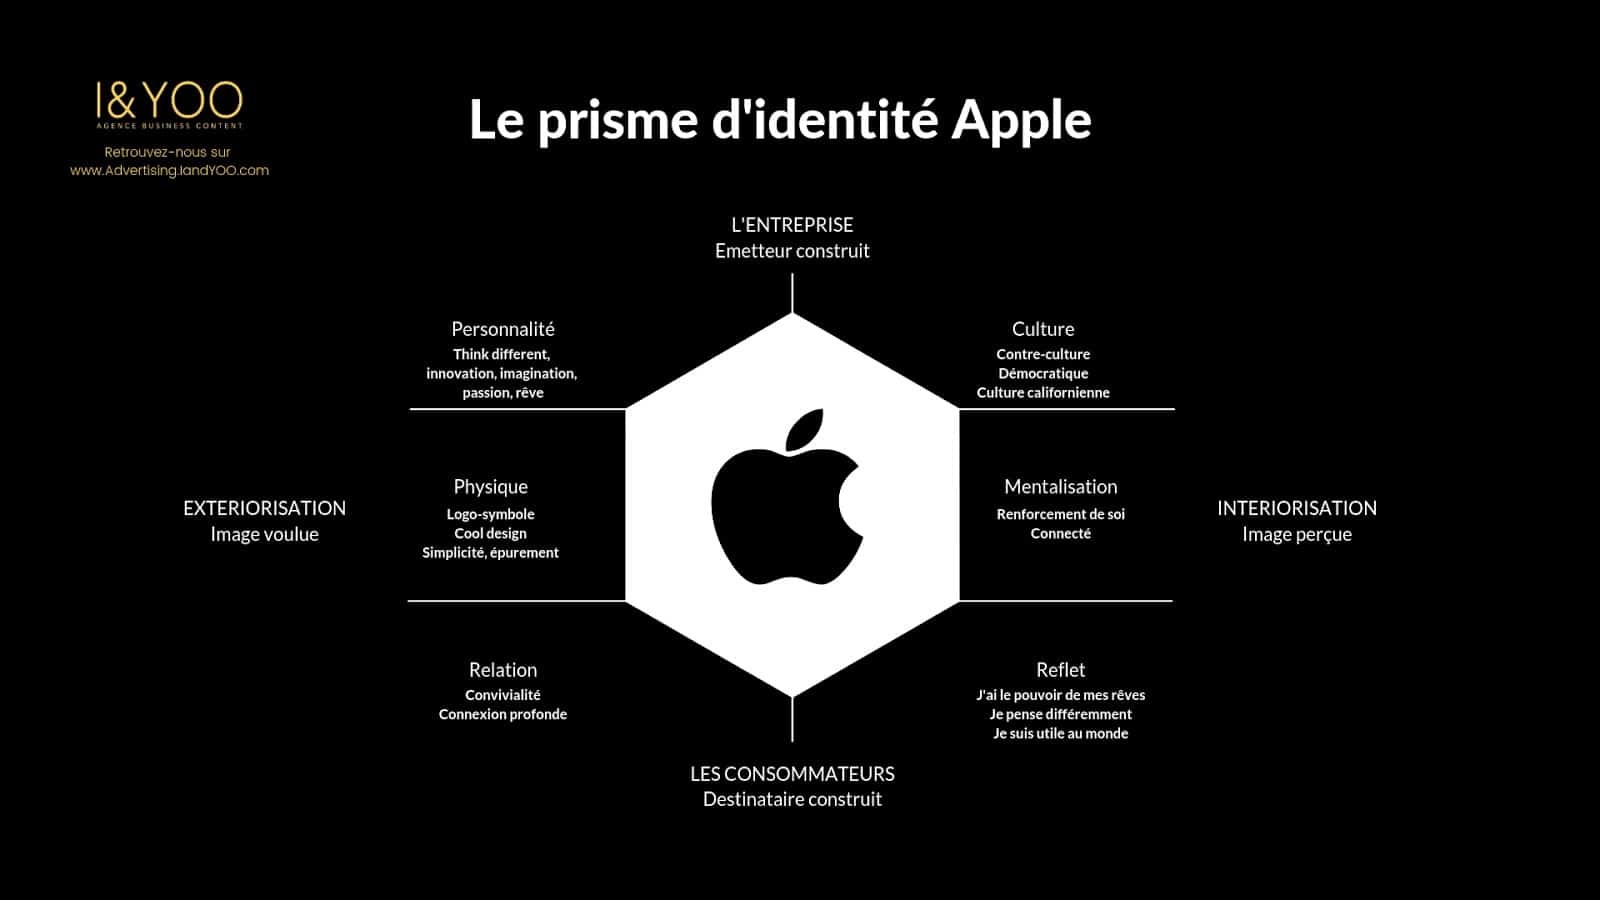 I&YOO
AGENCE BUSINESS CONTENT
Retrouvez-nous sur
www.Advertising.IandYOO.com
Le prisme d'identité Apple
L'ENTREPRISE
Emetteur construit
Personnalité
Think different,
innovation, imagination,
passion, rêve
Culture
Contre-culture
Démocratique
Culture californienne
EXTERIORISATION
Image voulue
Physique
Logo-symbole
Cool design
Simplicité, épurement
Mentalisation
Renforcement de soi
Connecté
INTERIORISATION
Image perçue
Relation
Convivialité
Connexion profonde
Reflet
J'ai le pouvoir de mes rêves
Je pense différemment
Je suis utile au monde
LES CONSOMMATEURS
Destinataire construit